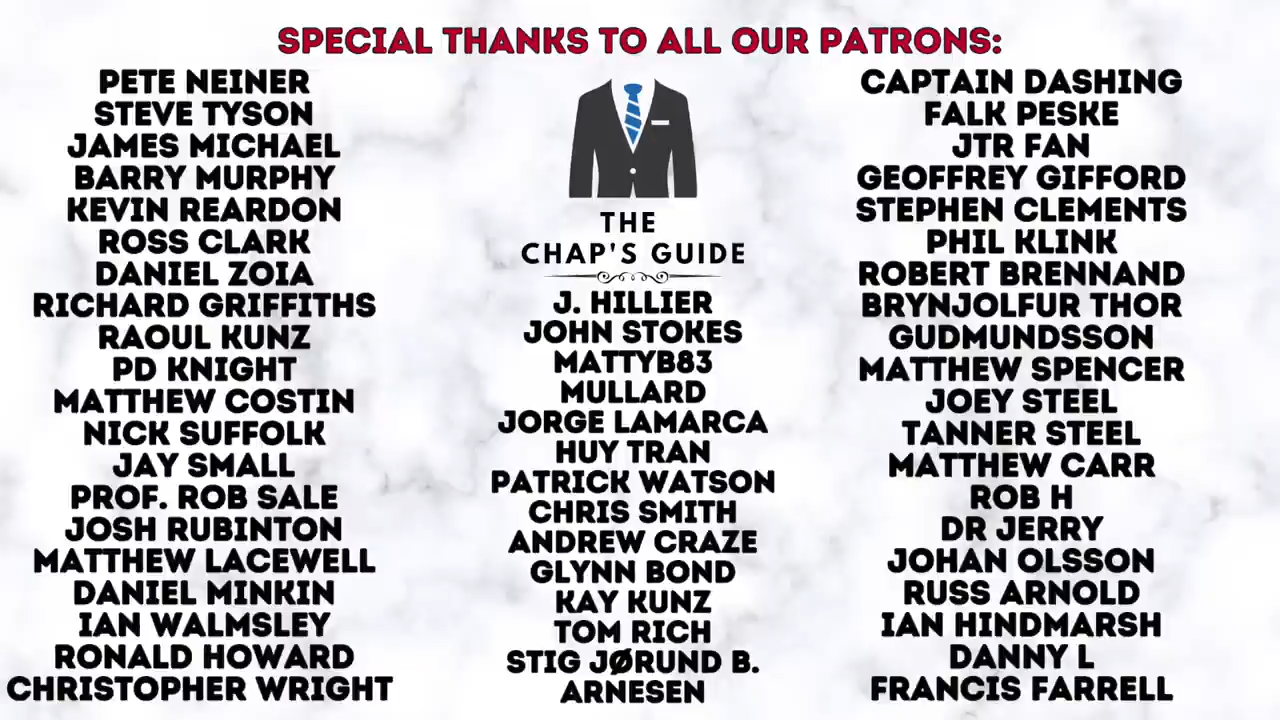 SPECIAL THANKS TO ALL OUR PATRONS:
PETE NEINER
STEVE TYSON
JAMES MICHAEL
BARRY MURPHY
KEVIN REARDON
ROSS CLARK
DANIEL ZOIA
RICHARD GRIFFITHS
RAOUL KUNZ
PD KNIGHT
MATTHEW COSTIN
NICK SUFFOLK
JAY SMALL
PROF. ROB SALE
JOSH RUBINTON
MATTHEW LACEWELL
DANIEL MINKIN
IAN WALMSLEY
RONALD HOWARD
CHRISTOPHER WRIGHT
THE
CHAP'S GUIDE
J. HILLIER
JOHN STOKES
MATTYB83
MULLARD
JORGE LAMARCA
HUY TRAN
PATRICK WATSON
CHRIS SMITH
ANDREW CRAZE
GLYNN BOND
KAY KUNZ
TOM RICH
STIG JØRUND B.
ARNESEN
CAPTAIN DASHING
FALK PESKE
JTR FAN
GEOFFREY GIFFORD
STEPHEN CLEMENTS
PHIL KLINK
ROBERT BRENNAND
BRYNJOLFUR THOR
GUDMUNDSSON
MATTHEW SPENCER
JOEY STEEL
TANNER STEEL
MATTHEW CARR
ROB H
DR JERRY
JOHAN OLSSON
RUSS ARNOLD
IAN HINDMARSH
DANNY L
FRANCIS FARRELL